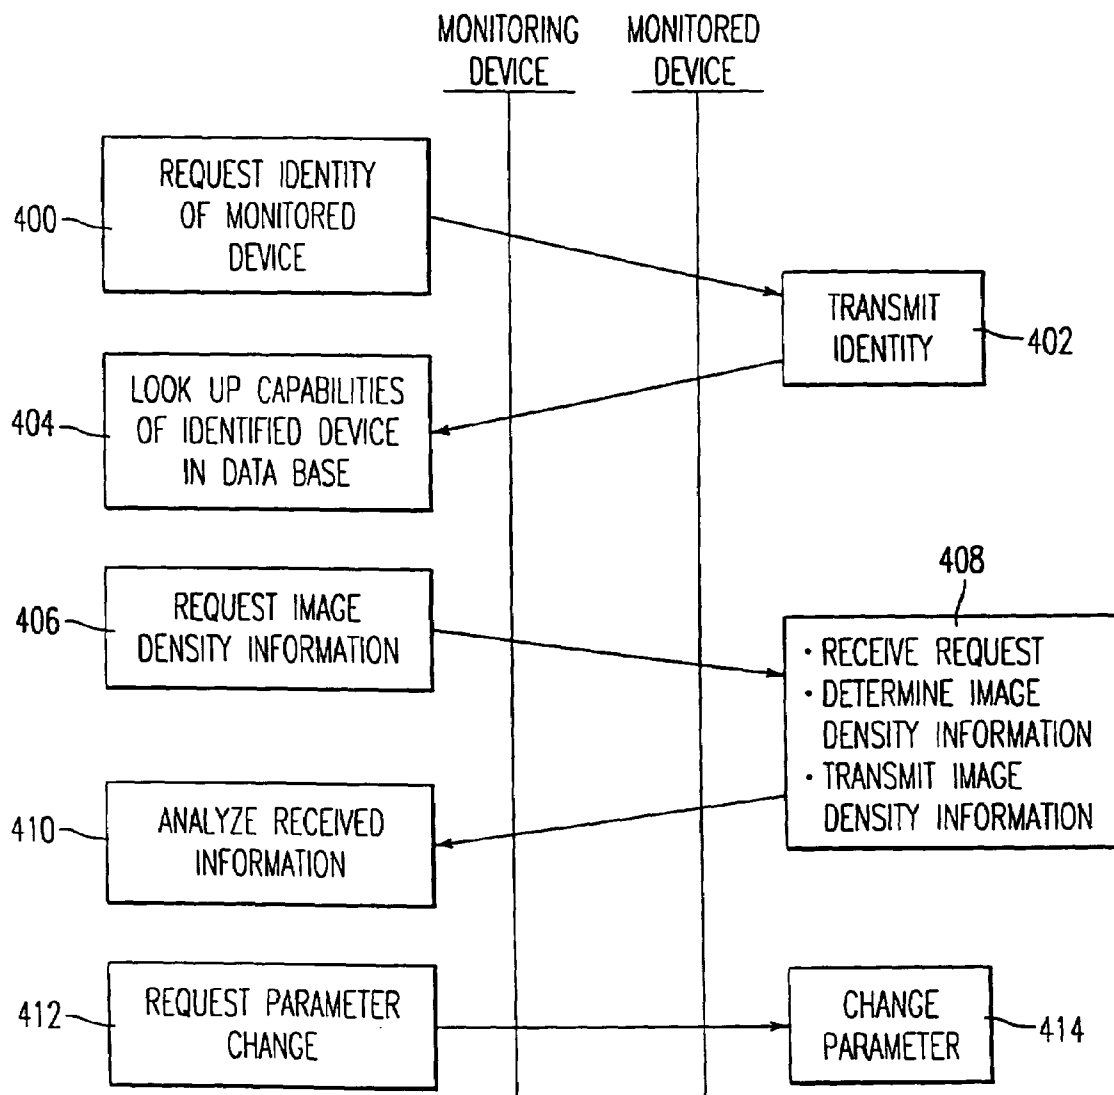 MONITORING
DEVICE
MONITORED
DEVICE
REQUEST IDENTITY
OF MONITORED
DEVICE
400
TRANSMIT
IDENTITY
402
LOOK UP CAPABILITIES
OF IDENTIFIED DEVICE
IN DATA BASE
404
REQUEST IMAGE
DENSITY INFORMATION
406
408
· RECEIVE REQUEST
· DETERMINE IMAGE
DENSITY INFORMATION
· TRANSMIT IMAGE
DENSITY INFORMATION
ANALYZE RECEIVED
INFORMATION
410
REQUEST PARAMETER
CHANGE
412
CHANGE
PARAMETER
414